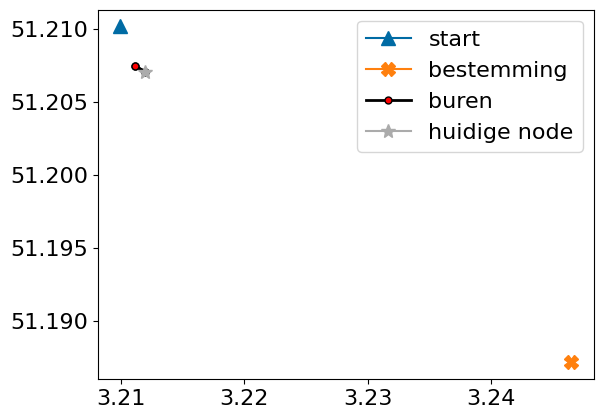 51.210
51.205
51.200
51.195
51.190
3.21
3.22
3.23
3.24
start
bestemming
buren
huidige node